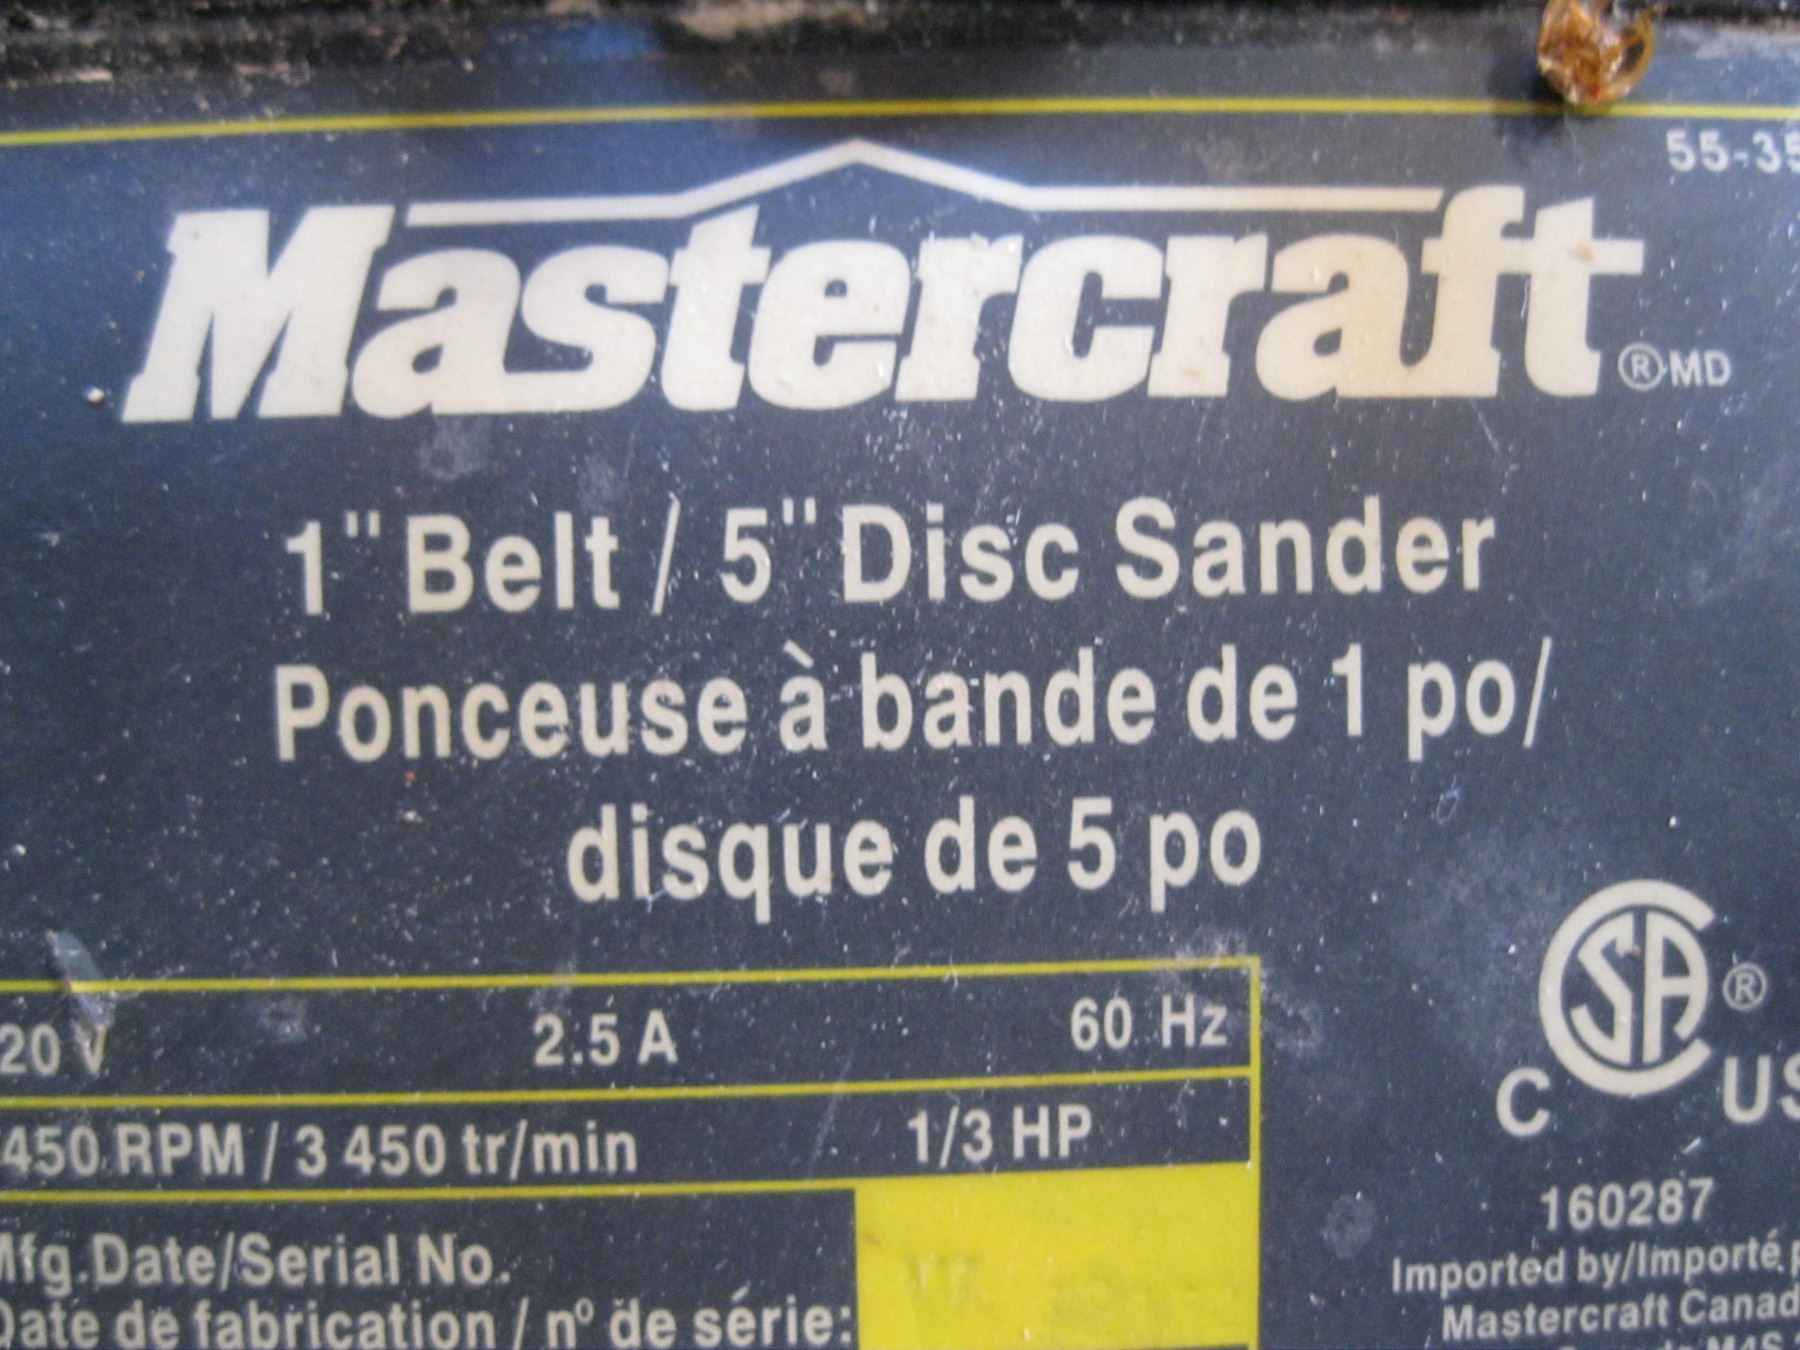 55-35
Mastercraft ®MD
1" Belt / 5" Disc Sander
Ponceuse à bande de 1 po/
disque de 5 po
20 V 2.5 A 60 Hz
450 RPM / 3 450 tr/min 1/3 HP
CSA ®
C US
160287
Mfg.Date/Serial No.
Date de fabrication / nº de série:
Imported by/Importé p
Mastercraft Canad